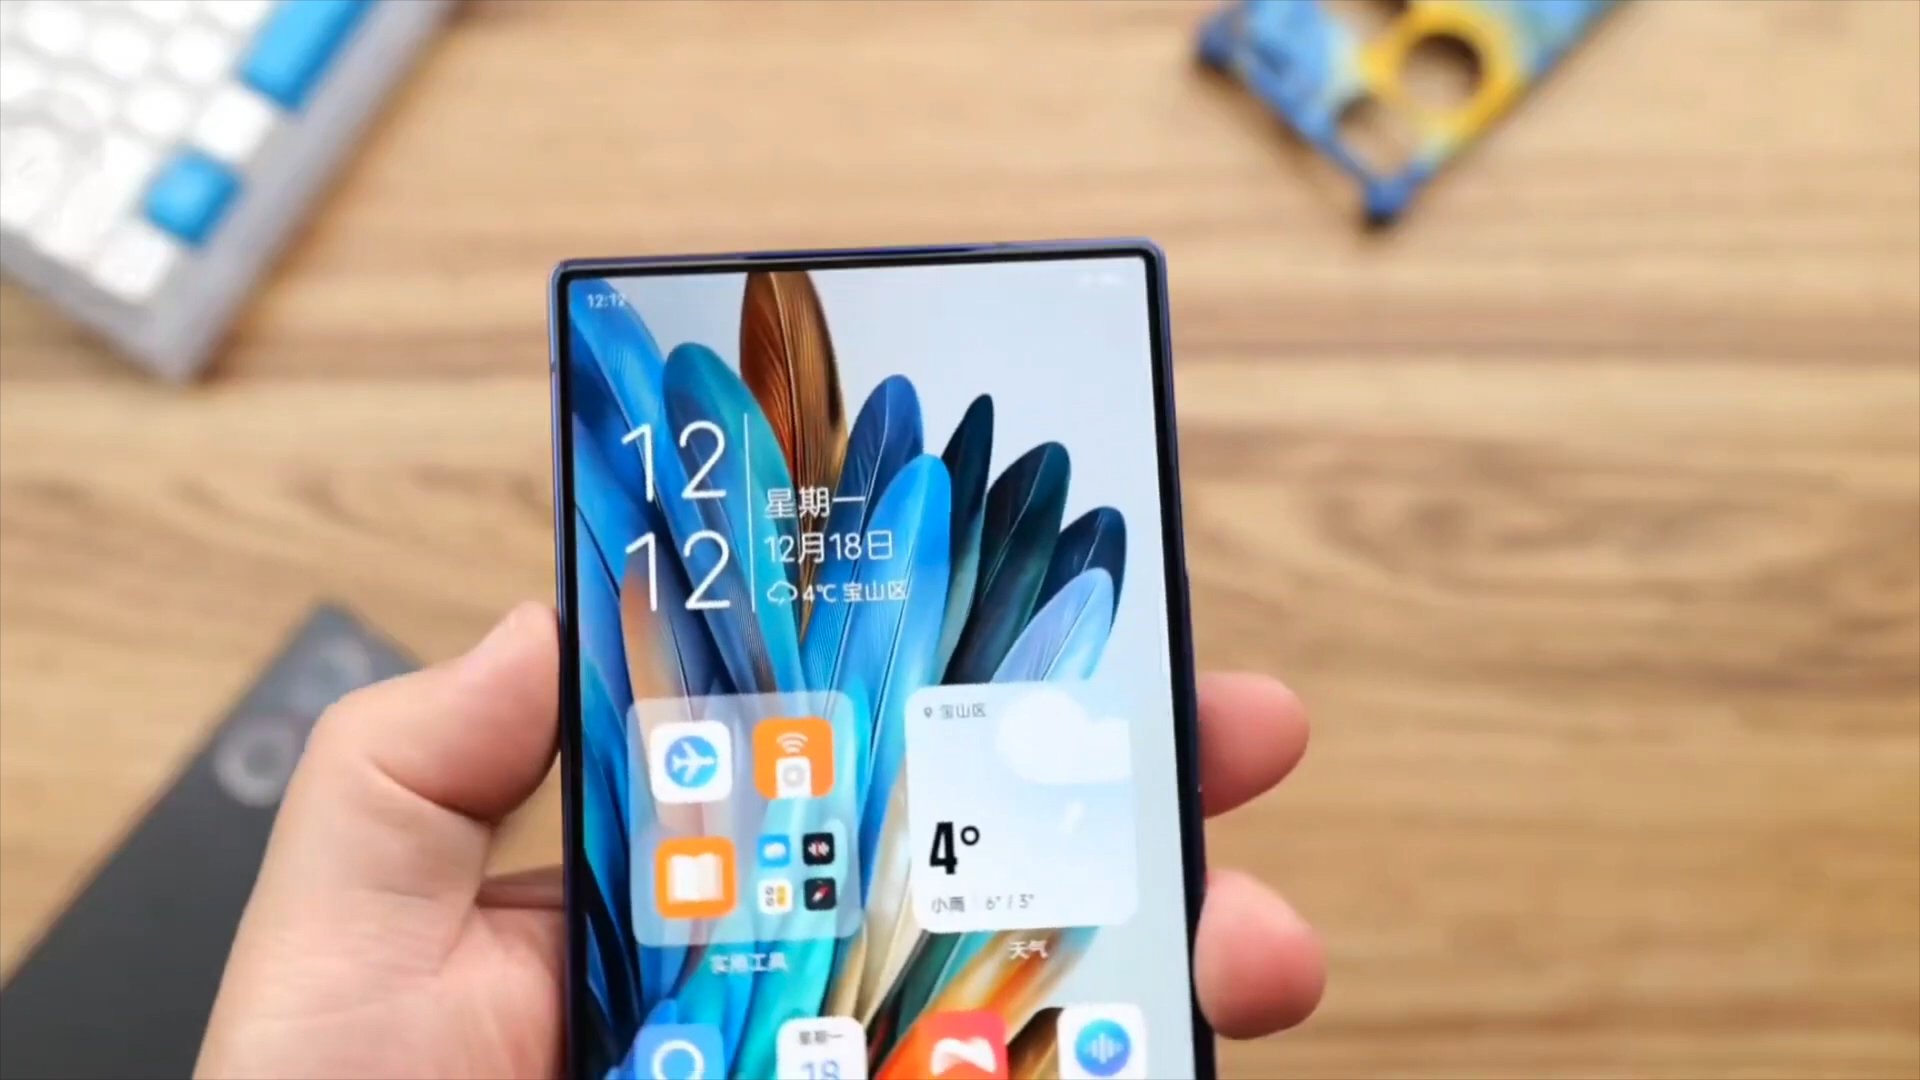 12:12
12
12
星期一
12月18日
4℃ 宝山区
宝山区
4°
小雨 6° / 3°
实用工具
天气
星期一
18